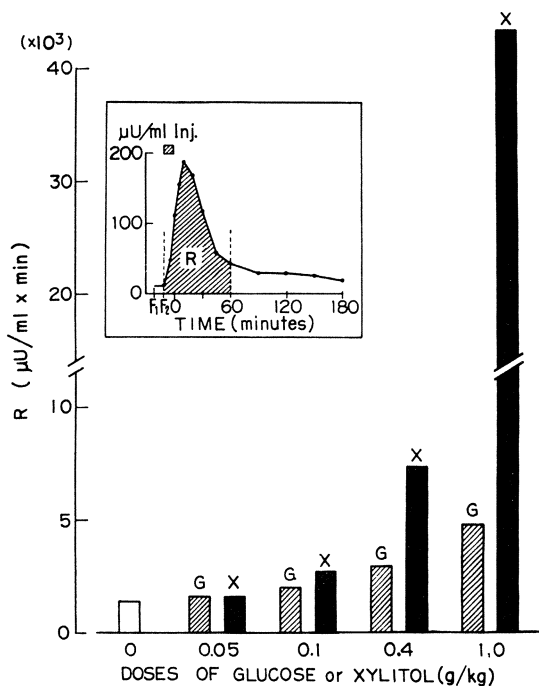 (×10³)
40
30
20
10
5
0
R (μU/ml × min)
X
G X
G X
G X
G
0 0.05 0.1 0.4 1.0
DOSES OF GLUCOSE or XYLITOL(g/kg)
μU/ml Inj.
200
100
0
R
F₁F₂0 60 120 180
TIME (minutes)